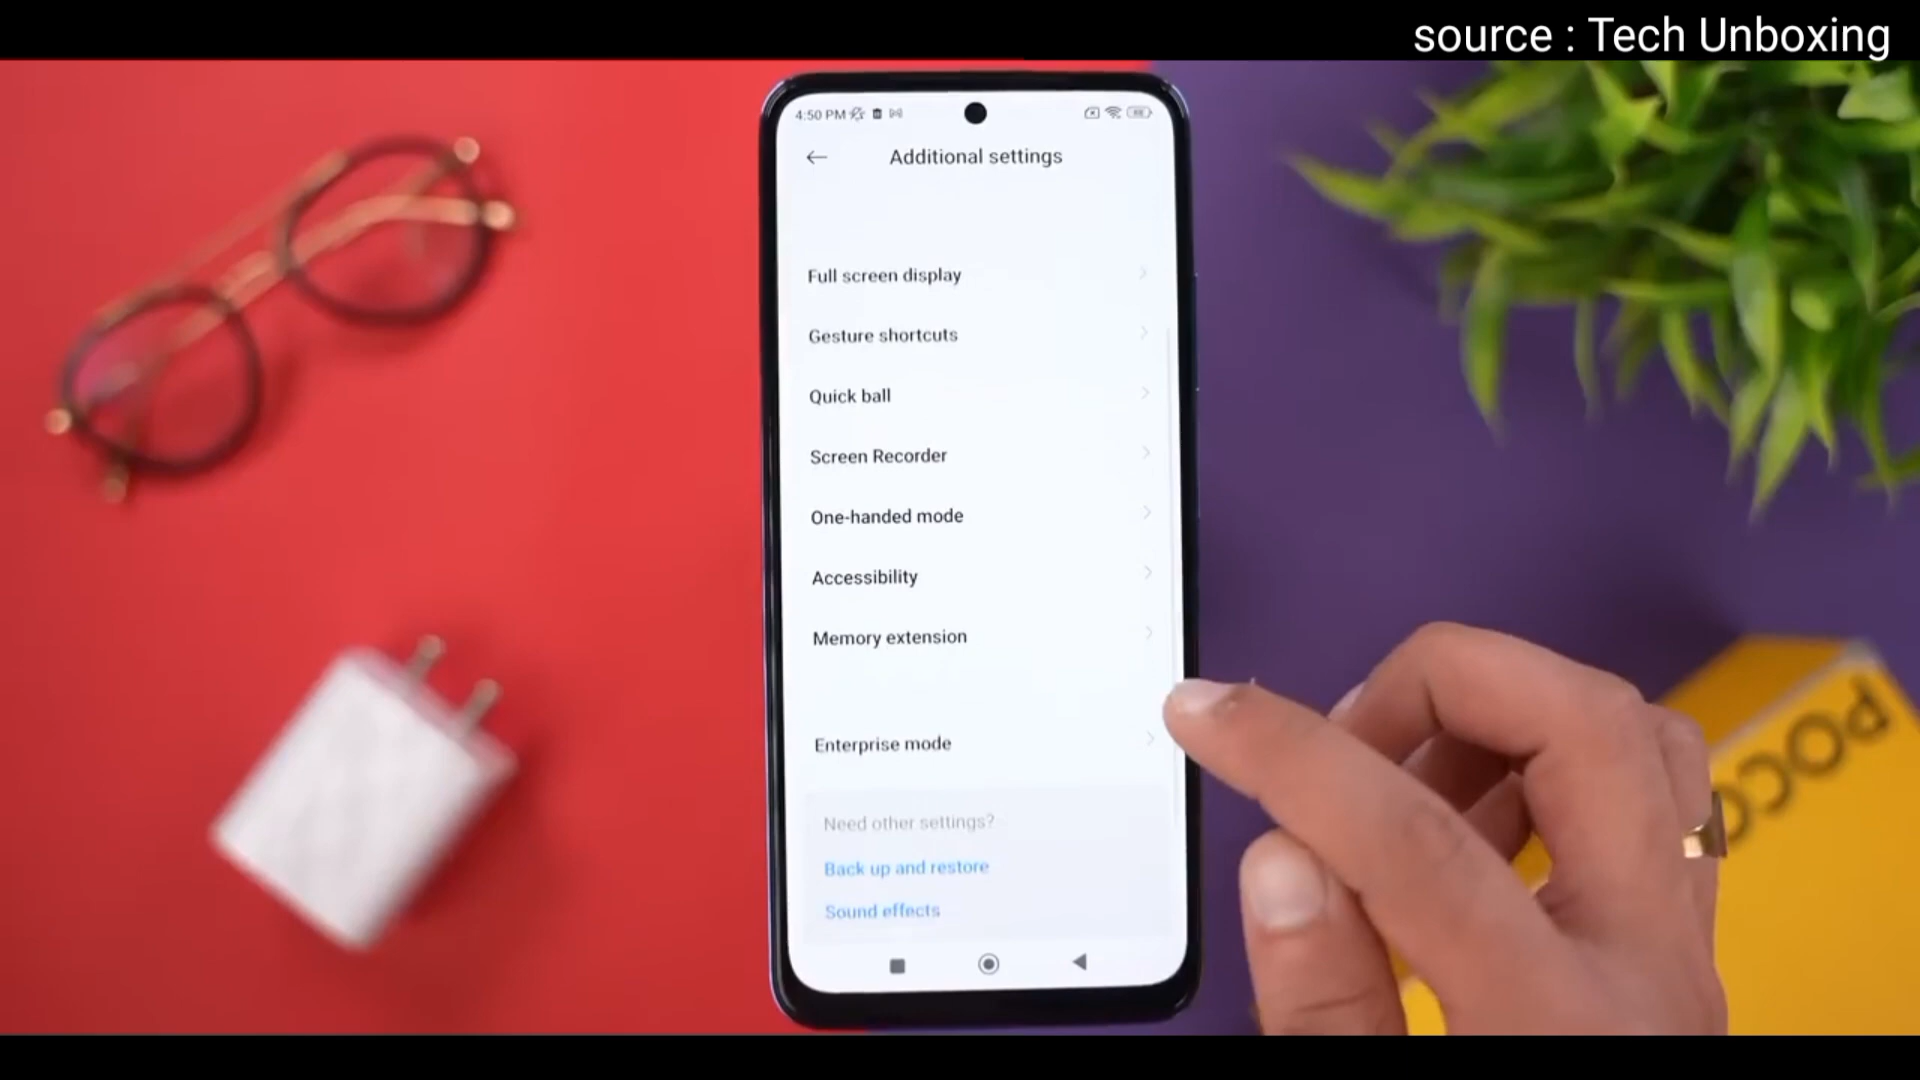 source : Tech Unboxing
4:50 PM
Additional settings
Full screen display
Gesture shortcuts
Quick ball
Screen Recorder
One-handed mode
Accessibility
Memory extension
Enterprise mode
Need other settings?
Back up and restore
Sound effects
POCO